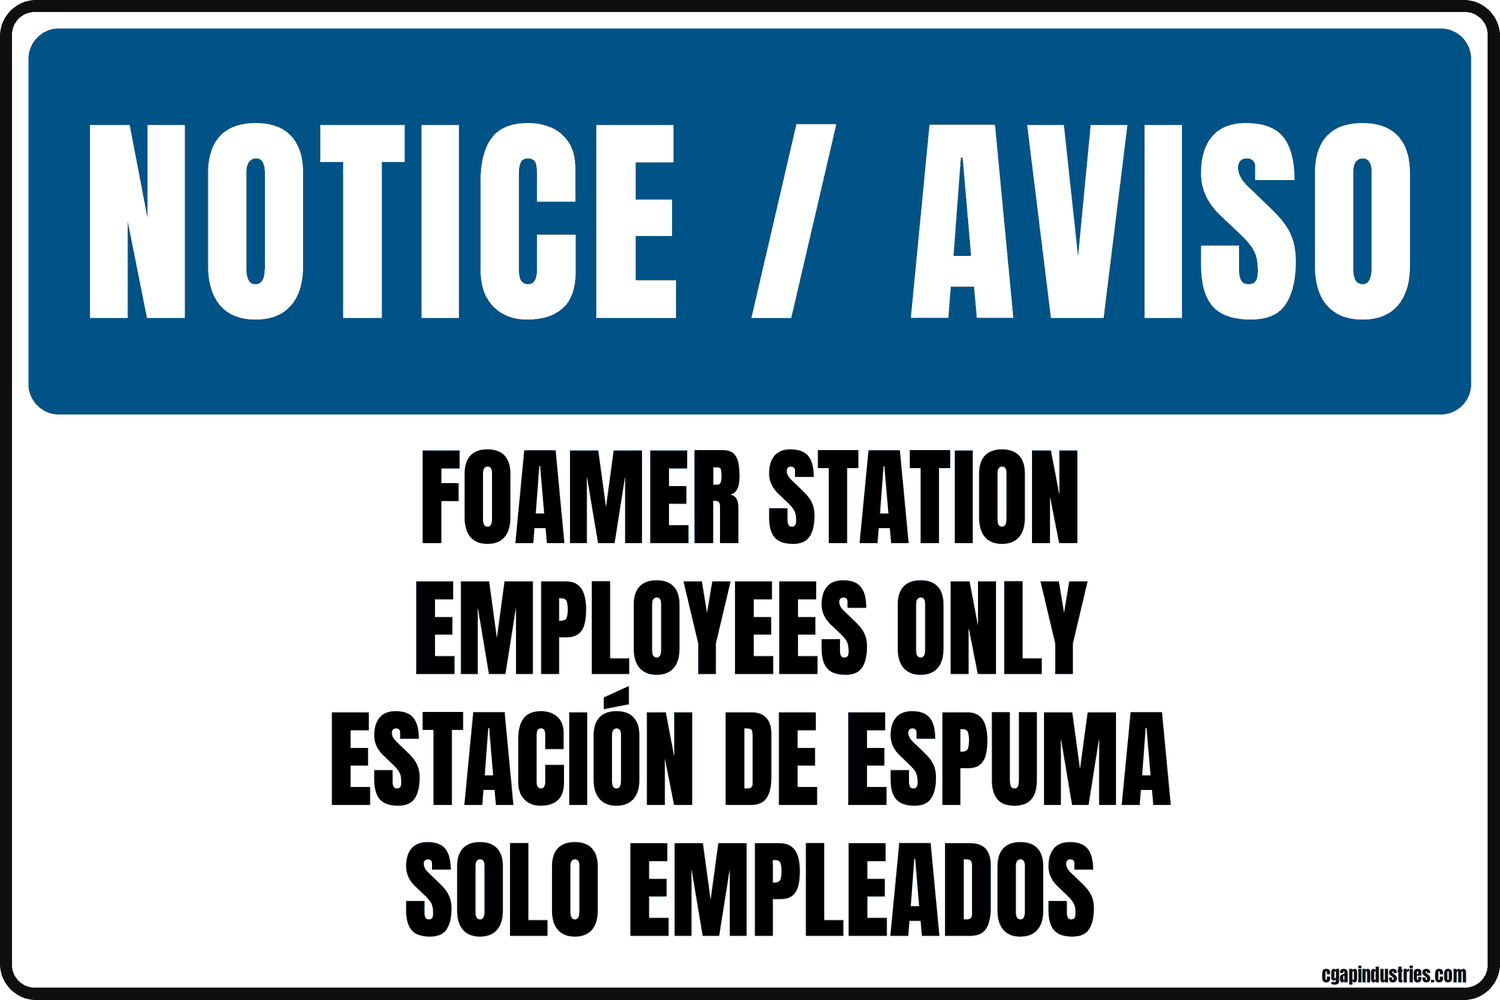 NOTICE / AVISO
FOAMER STATION
EMPLOYEES ONLY
ESTACIÓN DE ESPUMA
SOLO EMPLEADOS
cgapindustries.com